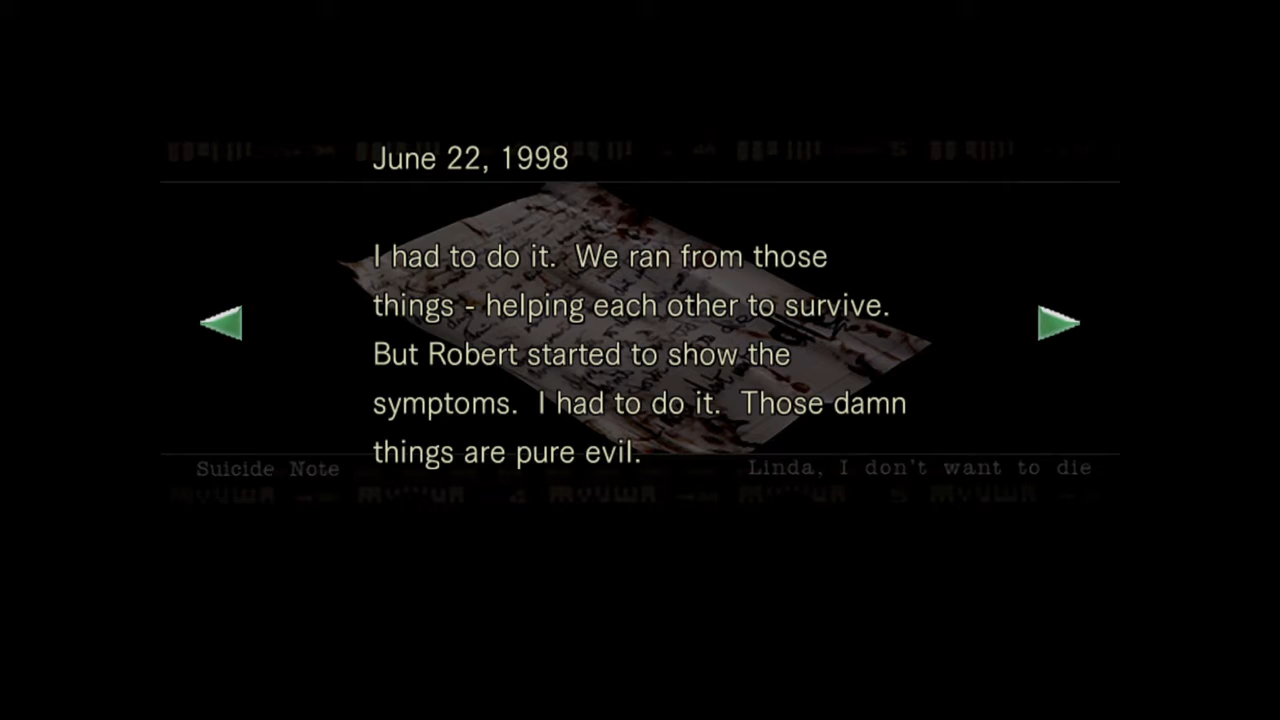 June 22, 1998
I had to do it. We ran from those
things - helping each other to survive.
But Robert started to show the
symptoms. I had to do it. Those damn
things are pure evil.
Suicide Note
Linda, I don't want to die